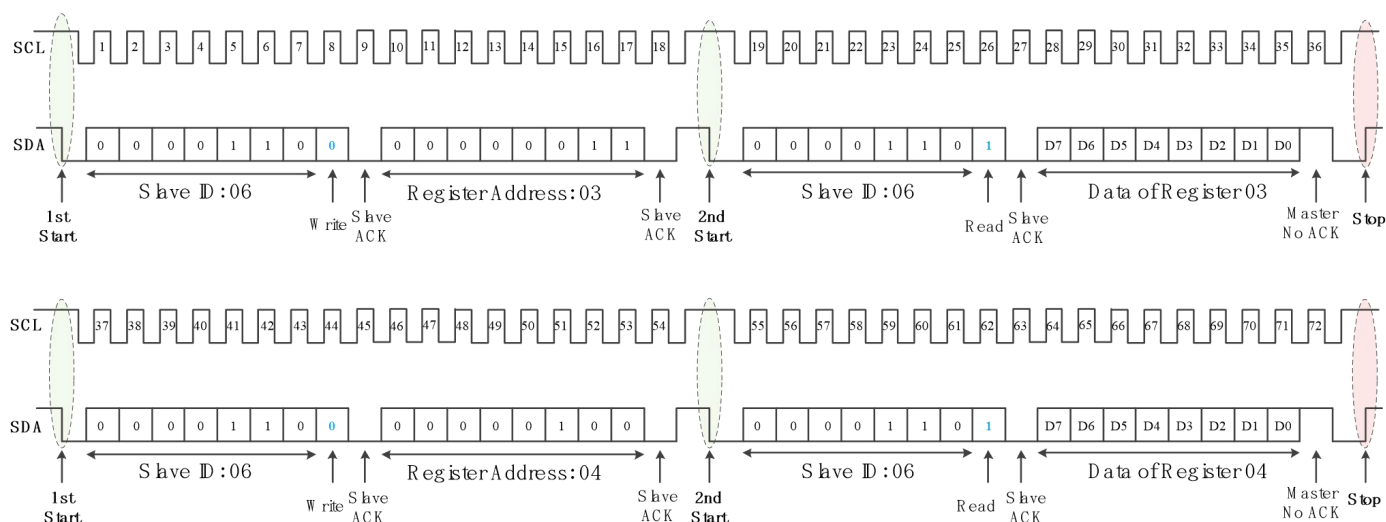 SCL 1 2 3 4 5 6 7 8 9 10 11 12 13 14 15 16 17 18 19 20 21 22 23 24 25 26 27 28 29 30 31 32 33 34 35 36
SDA 0 0 0 0 1 1 0 0 0 0 0 0 0 0 1 1 0 0 0 0 1 1 0 1 D7 D6 D5 D4 D3 D2 D1 D0
Slave ID:06 Register Address:03 Slave ID:06 Data of Register 03
1st Start Write Slave ACK Slave ACK 2nd Start Read Slave ACK Master No ACK Stop
SCL 37 38 39 40 41 42 43 44 45 46 47 48 49 50 51 52 53 54 55 56 57 58 59 60 61 62 63 64 65 66 67 68 69 70 71 72
SDA 0 0 0 0 1 1 0 0 0 0 0 0 0 1 0 0 0 0 0 0 1 1 0 1 D7 D6 D5 D4 D3 D2 D1 D0
Slave ID:06 Register Address:04 Slave ID:06 Data of Register 04
1st Start Write Slave ACK Slave ACK 2nd Start Read Slave ACK Master No ACK Stop